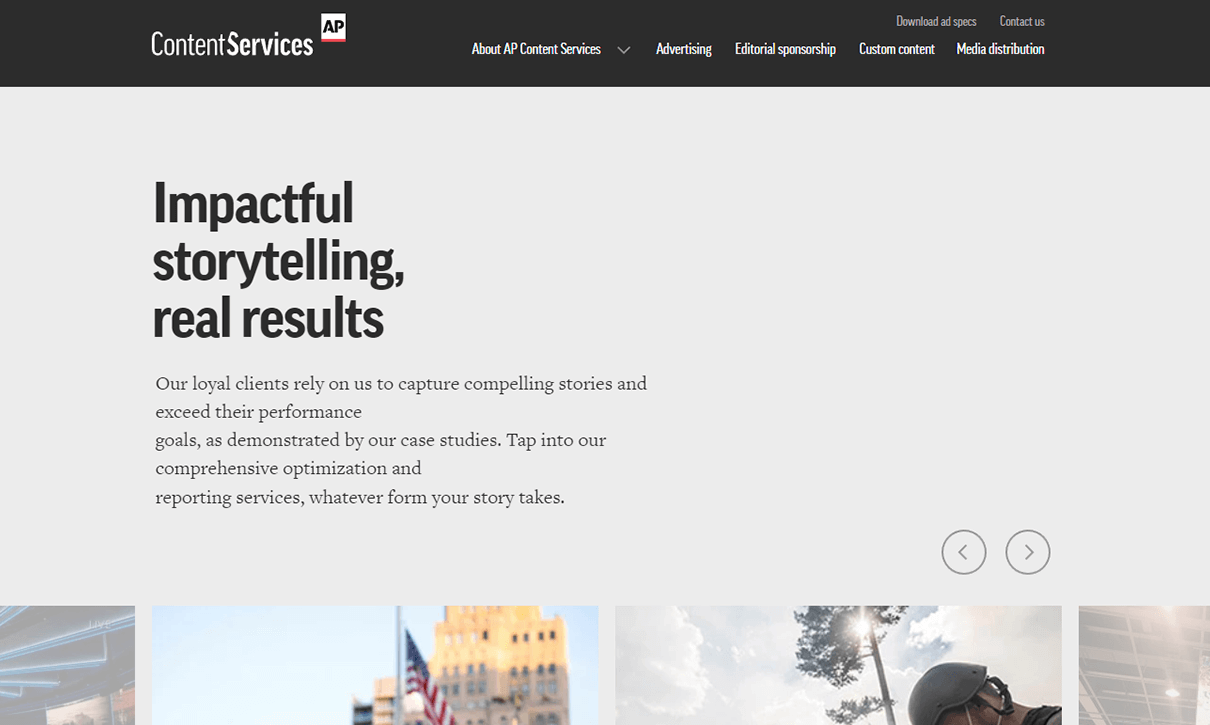 Download ad specs Contact us
ContentServices AP
About AP Content Services Advertising Editorial sponsorship Custom content Media distribution
Impactful
storytelling,
real results
Our loyal clients rely on us to capture compelling stories and
exceed their performance
goals, as demonstrated by our case studies. Tap into our
comprehensive optimization and
reporting services, whatever form your story takes.
LIVE